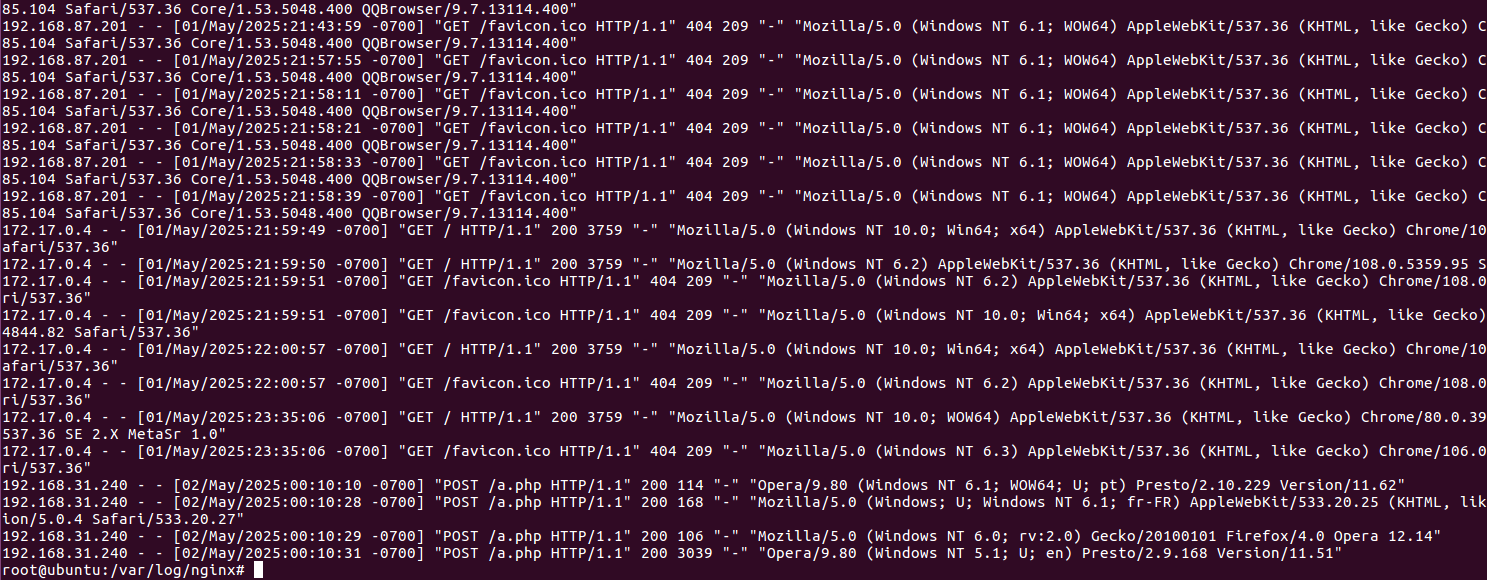 85.104 Safari/537.36 Core/1.53.5048.400 QQBrowser/9.7.13114.400"
192.168.87.201 - - [01/May/2025:21:43:59 -0700] "GET /favicon.ico HTTP/1.1" 404 209 "-" "Mozilla/5.0 (Windows NT 6.1; WOW64) AppleWebKit/537.36 (KHTML, like Gecko) C
85.104 Safari/537.36 Core/1.53.5048.400 QQBrowser/9.7.13114.400"
192.168.87.201 - - [01/May/2025:21:57:55 -0700] "GET /favicon.ico HTTP/1.1" 404 209 "-" "Mozilla/5.0 (Windows NT 6.1; WOW64) AppleWebKit/537.36 (KHTML, like Gecko) C
85.104 Safari/537.36 Core/1.53.5048.400 QQBrowser/9.7.13114.400"
192.168.87.201 - - [01/May/2025:21:58:11 -0700] "GET /favicon.ico HTTP/1.1" 404 209 "-" "Mozilla/5.0 (Windows NT 6.1; WOW64) AppleWebKit/537.36 (KHTML, like Gecko) C
85.104 Safari/537.36 Core/1.53.5048.400 QQBrowser/9.7.13114.400"
192.168.87.201 - - [01/May/2025:21:58:21 -0700] "GET /favicon.ico HTTP/1.1" 404 209 "-" "Mozilla/5.0 (Windows NT 6.1; WOW64) AppleWebKit/537.36 (KHTML, like Gecko) C
85.104 Safari/537.36 Core/1.53.5048.400 QQBrowser/9.7.13114.400"
192.168.87.201 - - [01/May/2025:21:58:33 -0700] "GET /favicon.ico HTTP/1.1" 404 209 "-" "Mozilla/5.0 (Windows NT 6.1; WOW64) AppleWebKit/537.36 (KHTML, like Gecko) C
85.104 Safari/537.36 Core/1.53.5048.400 QQBrowser/9.7.13114.400"
192.168.87.201 - - [01/May/2025:21:58:39 -0700] "GET /favicon.ico HTTP/1.1" 404 209 "-" "Mozilla/5.0 (Windows NT 6.1; WOW64) AppleWebKit/537.36 (KHTML, like Gecko) C
85.104 Safari/537.36 Core/1.53.5048.400 QQBrowser/9.7.13114.400"
172.17.0.4 - - [01/May/2025:21:59:49 -0700] "GET / HTTP/1.1" 200 3759 "-" "Mozilla/5.0 (Windows NT 10.0; Win64; x64) AppleWebKit/537.36 (KHTML, like Gecko) Chrome/10
afari/537.36"
172.17.0.4 - - [01/May/2025:21:59:50 -0700] "GET / HTTP/1.1" 200 3759 "-" "Mozilla/5.0 (Windows NT 6.2) AppleWebKit/537.36 (KHTML, like Gecko) Chrome/108.0.5359.95 S
172.17.0.4 - - [01/May/2025:21:59:51 -0700] "GET /favicon.ico HTTP/1.1" 404 209 "-" "Mozilla/5.0 (Windows NT 6.2) AppleWebKit/537.36 (KHTML, like Gecko) Chrome/108.0
ri/537.36"
172.17.0.4 - - [01/May/2025:21:59:51 -0700] "GET /favicon.ico HTTP/1.1" 404 209 "-" "Mozilla/5.0 (Windows NT 10.0; Win64; x64) AppleWebKit/537.36 (KHTML, like Gecko)
4844.82 Safari/537.36"
172.17.0.4 - - [01/May/2025:22:00:57 -0700] "GET / HTTP/1.1" 200 3759 "-" "Mozilla/5.0 (Windows NT 10.0; Win64; x64) AppleWebKit/537.36 (KHTML, like Gecko) Chrome/10
afari/537.36"
172.17.0.4 - - [01/May/2025:22:00:57 -0700] "GET /favicon.ico HTTP/1.1" 404 209 "-" "Mozilla/5.0 (Windows NT 6.2) AppleWebKit/537.36 (KHTML, like Gecko) Chrome/108.0
ri/537.36"
172.17.0.4 - - [01/May/2025:23:35:06 -0700] "GET / HTTP/1.1" 200 3759 "-" "Mozilla/5.0 (Windows NT 10.0; WOW64) AppleWebKit/537.36 (KHTML, like Gecko) Chrome/80.0.39
537.36 SE 2.X MetaSr 1.0"
172.17.0.4 - - [01/May/2025:23:35:06 -0700] "GET /favicon.ico HTTP/1.1" 404 209 "-" "Mozilla/5.0 (Windows NT 6.3) AppleWebKit/537.36 (KHTML, like Gecko) Chrome/106.0
ri/537.36"
192.168.31.240 - - [02/May/2025:00:10:10 -0700] "POST /a.php HTTP/1.1" 200 114 "-" "Opera/9.80 (Windows NT 6.1; WOW64; U; pt) Presto/2.10.229 Version/11.62"
192.168.31.240 - - [02/May/2025:00:10:28 -0700] "POST /a.php HTTP/1.1" 200 168 "-" "Mozilla/5.0 (Windows; U; Windows NT 6.1; fr-FR) AppleWebKit/533.20.25 (KHTML, lik
ion/5.0.4 Safari/533.20.27"
192.168.31.240 - - [02/May/2025:00:10:29 -0700] "POST /a.php HTTP/1.1" 200 106 "-" "Mozilla/5.0 (Windows NT 6.0; rv:2.0) Gecko/20100101 Firefox/4.0 Opera 12.14"
192.168.31.240 - - [02/May/2025:00:10:31 -0700] "POST /a.php HTTP/1.1" 200 3039 "-" "Opera/9.80 (Windows NT 5.1; U; en) Presto/2.9.168 Version/11.51"
root@ubuntu:/var/log/nginx#